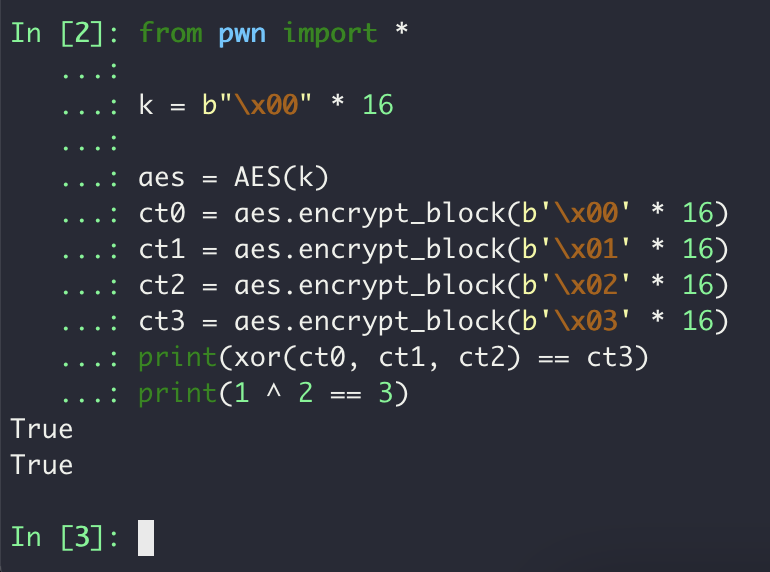 In [2]: from pwn import *
   ...:
   ...: k = b"\x00" * 16
   ...:
   ...: aes = AES(k)
   ...: ct0 = aes.encrypt_block(b'\x00' * 16)
   ...: ct1 = aes.encrypt_block(b'\x01' * 16)
   ...: ct2 = aes.encrypt_block(b'\x02' * 16)
   ...: ct3 = aes.encrypt_block(b'\x03' * 16)
   ...: print(xor(ct0, ct1, ct2) == ct3)
   ...: print(1 ^ 2 == 3)
True
True
In [3]: